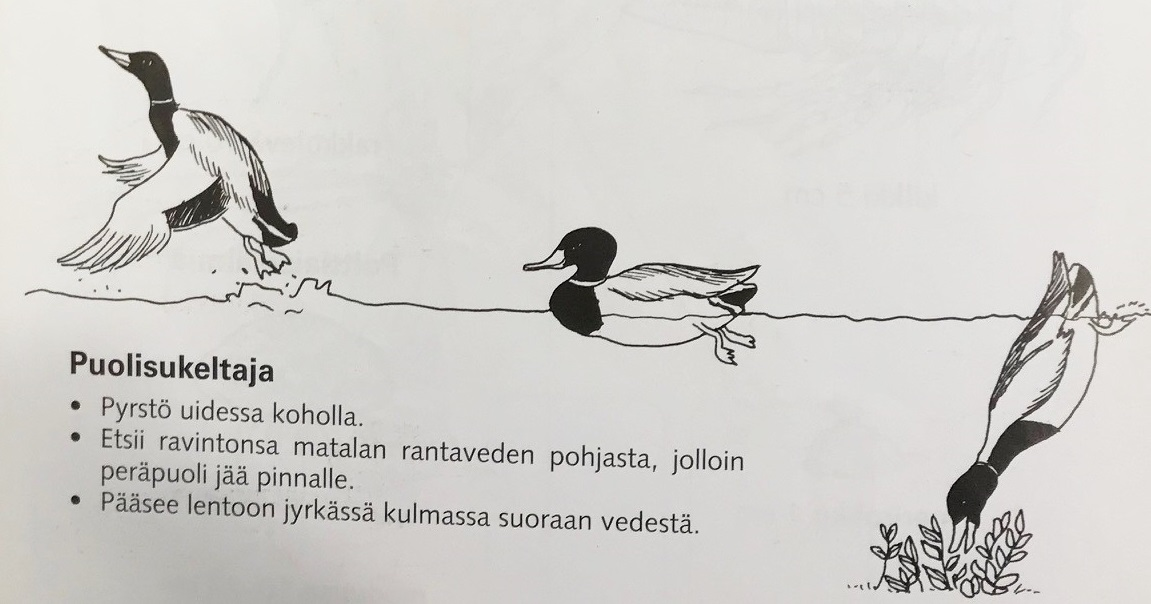 Puolisukeltaja
• Pyrstö uidessa koholla.
• Etsii ravintonsa matalan rantaveden pohjasta, jolloin
peräpuoli jää pinnalle.
• Pääsee lentoon jyrkässä kulmassa suoraan vedestä.